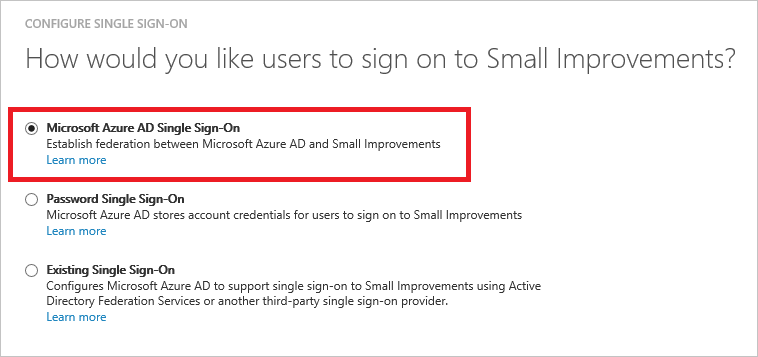 CONFIGURE SINGLE SIGN-ON
How would you like users to sign on to Small Improvements?
Microsoft Azure AD Single Sign-On
Establish federation between Microsoft Azure AD and Small Improvements
Learn more
Password Single Sign-On
Microsoft Azure AD stores account credentials for users to sign on to Small Improvements
Learn more
Existing Single Sign-On
Configures Microsoft Azure AD to support single sign-on to Small Improvements using Active
Directory Federation Services or another third-party single sign-on provider.
Learn more